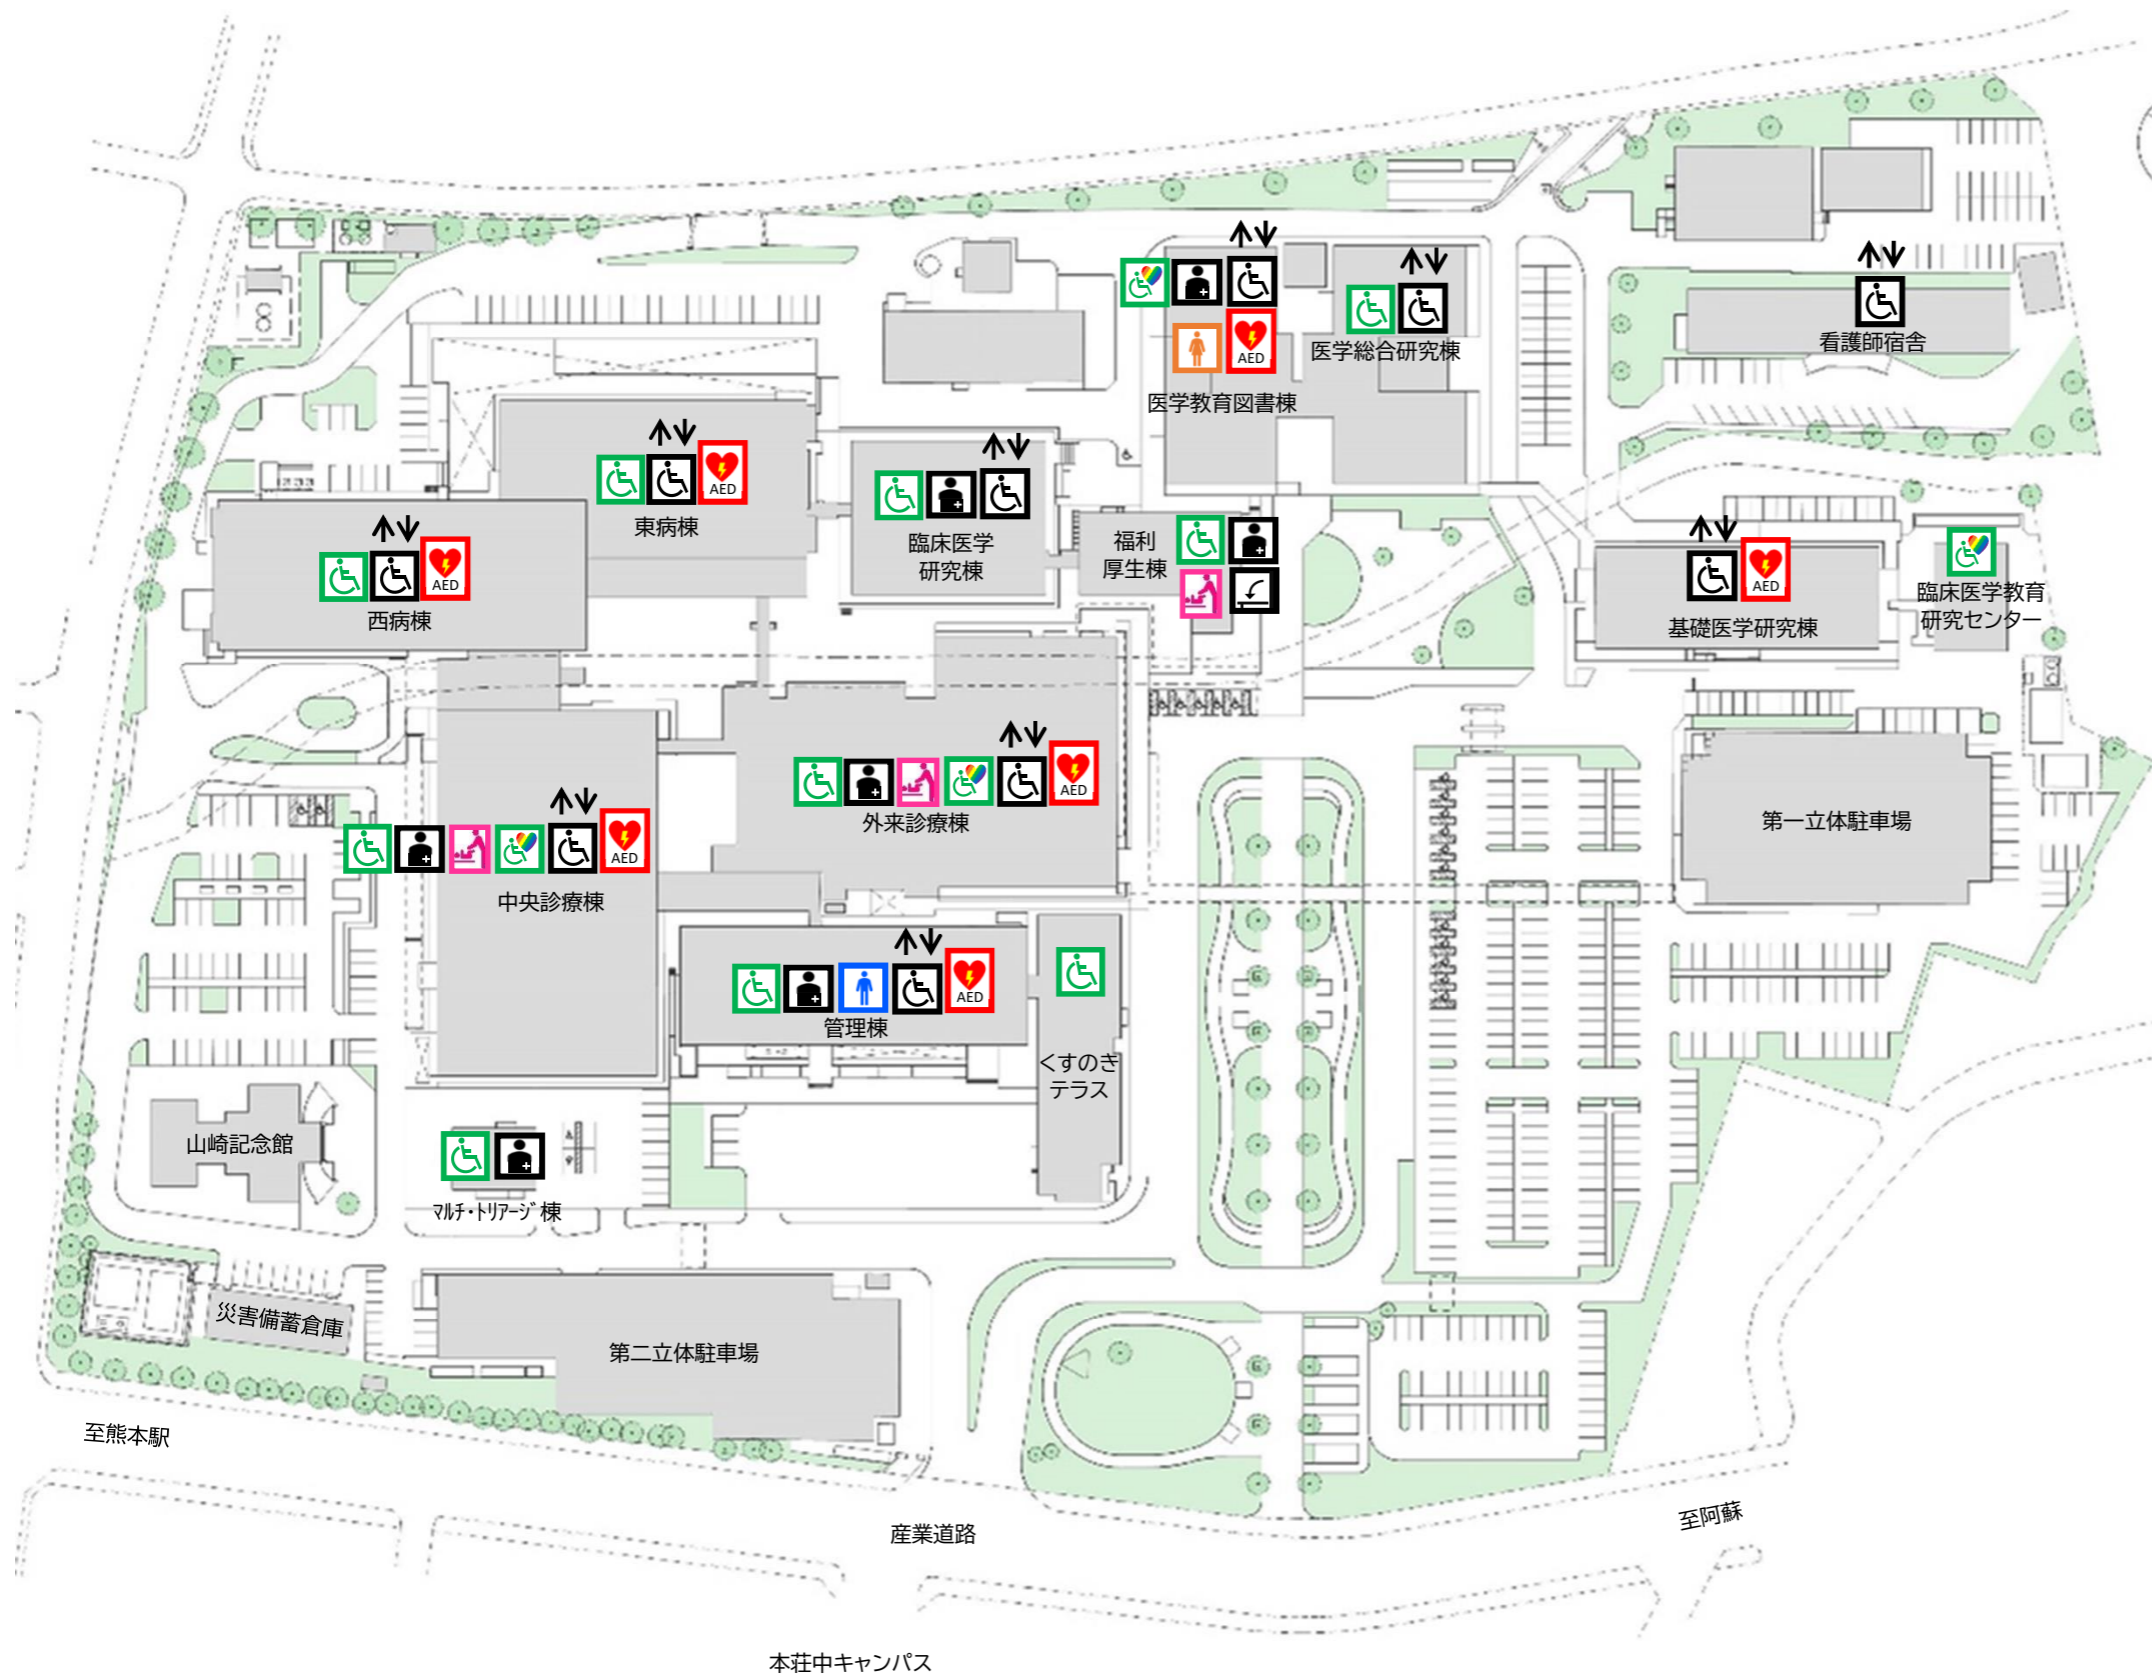 AED
医学総合研究棟
看護師宿舎
医学教育図書棟
AED
東病棟
臨床医学
研究棟
福利
厚生棟
AED
西病棟
AED
基礎医学研究棟
臨床医学教育
研究センター
AED
外来診療棟
第一立体駐車場
AED
中央診療棟
AED
管理棟
くすのき
テラス
山崎記念館
ﾏﾙﾁ・ﾄﾘｱｰｼﾞ棟
災害備蓄倉庫
第二立体駐車場
至熊本駅
至阿蘇
産業道路
本荘中キャンパス